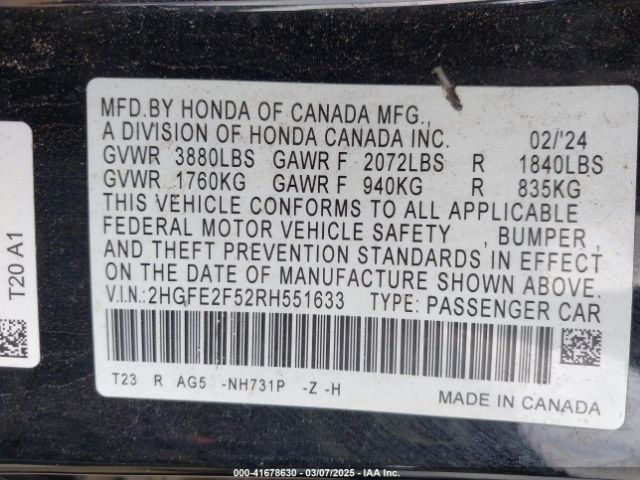 MFD.BY HONDA OF CANADA MFG.,
A DIVISION OF HONDA CANADA INC. 02/'24
GVWR 3880LBS GAWR F 2072LBS R 1840LBS
GVWR 1760KG GAWR F 940KG R 835KG
THIS VEHICLE CONFORMS TO ALL APPLICABLE
FEDERAL MOTOR VEHICLE SAFETY , BUMPER ,
AND THEFT PREVENTION STANDARDS IN EFFECT
ON THE DATE OF MANUFACTURE SHOWN ABOVE.
V.I.N.:2HGFE2F52RH551633 TYPE: PASSENGER CAR
T23 R AG5 -NH731P -Z -H
MADE IN CANADA
T20 A1
000-41678630 - 03/07/2025 - IAA Inc.